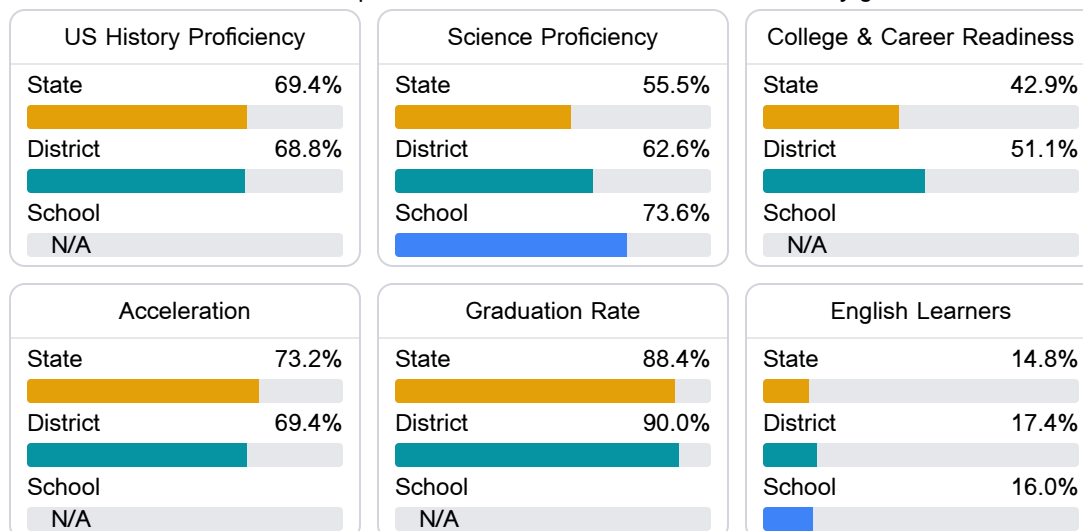 US History Proficiency
State 69.4%
District 68.8%
School
N/A
Science Proficiency
State 55.5%
District 62.6%
School 73.6%
College & Career Readiness
State 42.9%
District 51.1%
School
N/A
Acceleration
State 73.2%
District 69.4%
School
N/A
Graduation Rate
State 88.4%
District 90.0%
School
N/A
English Learners
State 14.8%
District 17.4%
School 16.0%